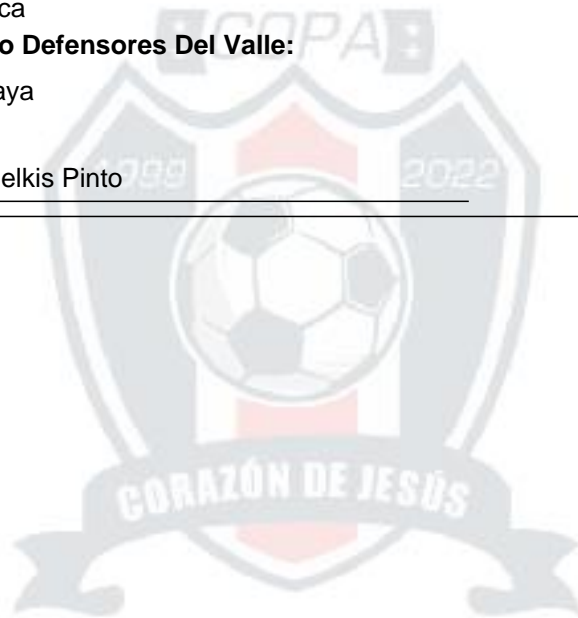 ca
o Defensores Del Valle:
aya
elkis Pinto
COPA
1999 2022
CORAZÓN DE JESÚS